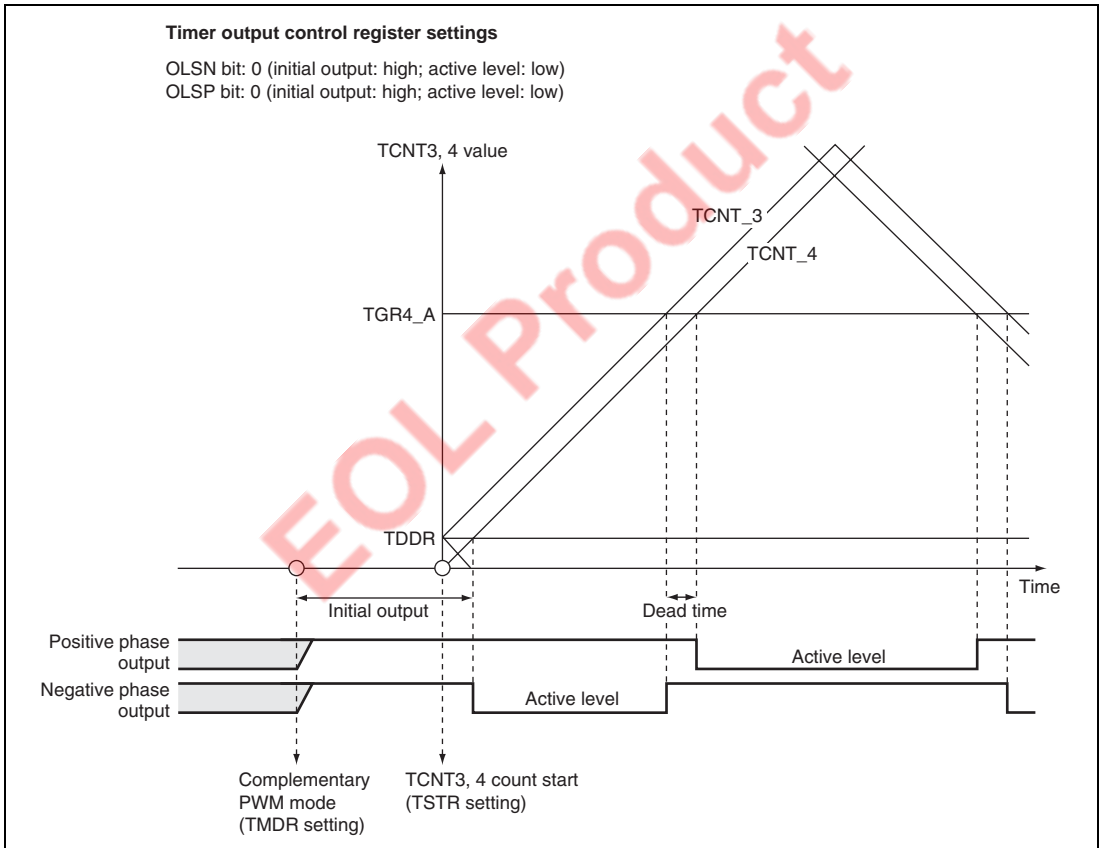 Timer output control register settings
OLSN bit: 0 (initial output: high; active level: low)
OLSP bit: 0 (initial output: high; active level: low)
TCNT3, 4 value
TCNT_3
TCNT_4
TGR4_A
TDDR
Time
Initial output
Dead time
Positive phase
output
Active level
Negative phase
output
Active level
Complementary
PWM mode
(TMDR setting)
TCNT3, 4 count start
(TSTR setting)
EOL Product